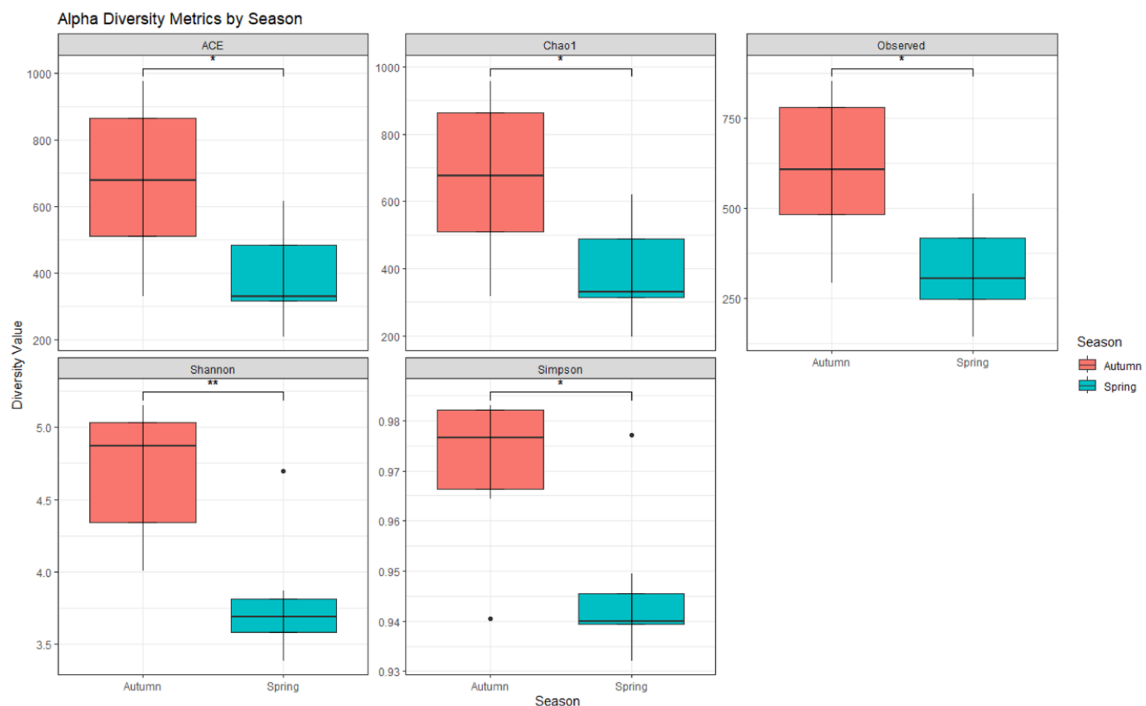 Alpha Diversity Metrics by Season
ACE
Chao1
Observed
*
*
*
1000
800
600
400
200
1000
800
600
400
200
750
500
250
Autumn
Spring
Diversity Value
Season
Autumn
Spring
Shannon
Simpson
**
*
5.0
4.5
4.0
3.5
0.98
0.97
0.96
0.95
0.94
0.93
Autumn
Spring
Autumn
Spring
Season